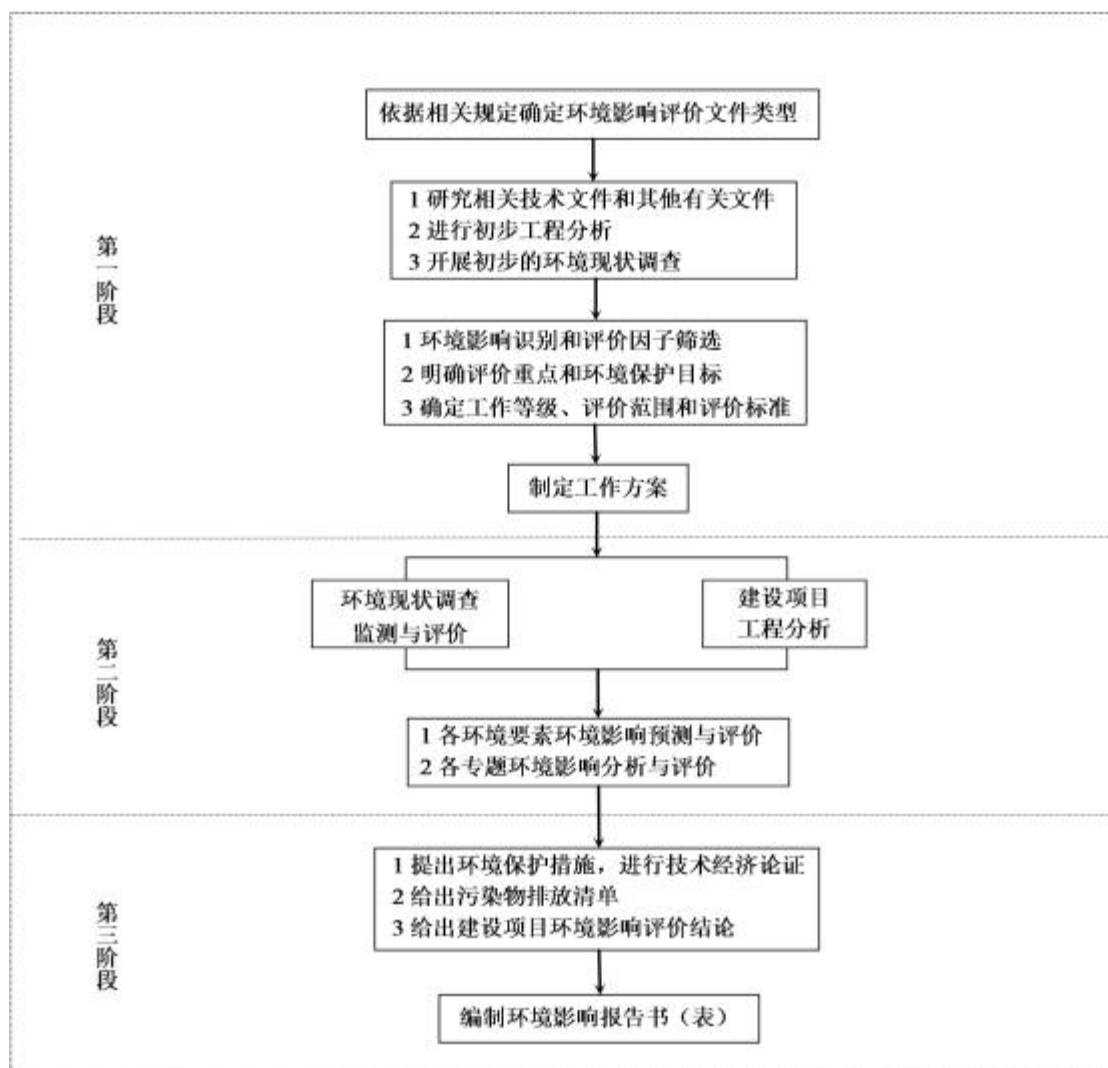 依据相关规定确定环境影响评价文件类型
1 研究相关技术文件和其他有关文件
2 进行初步工程分析
3 开展初步的环境现状调查
第一阶段
1 环境影响识别和评价因子筛选
2 明确评价重点和环境保护目标
3 确定工作等级、评价范围和评价标准
制定工作方案
环境现状调查
监测与评价
建设项目
工程分析
第二阶段
1 各环境要素环境影响预测与评价
2 各专题环境影响分析与评价
1 提出环境保护措施，进行技术经济论证
2 给出污染物排放清单
3 给出建设项目环境影响评价结论
第三阶段
编制环境影响报告书（表）